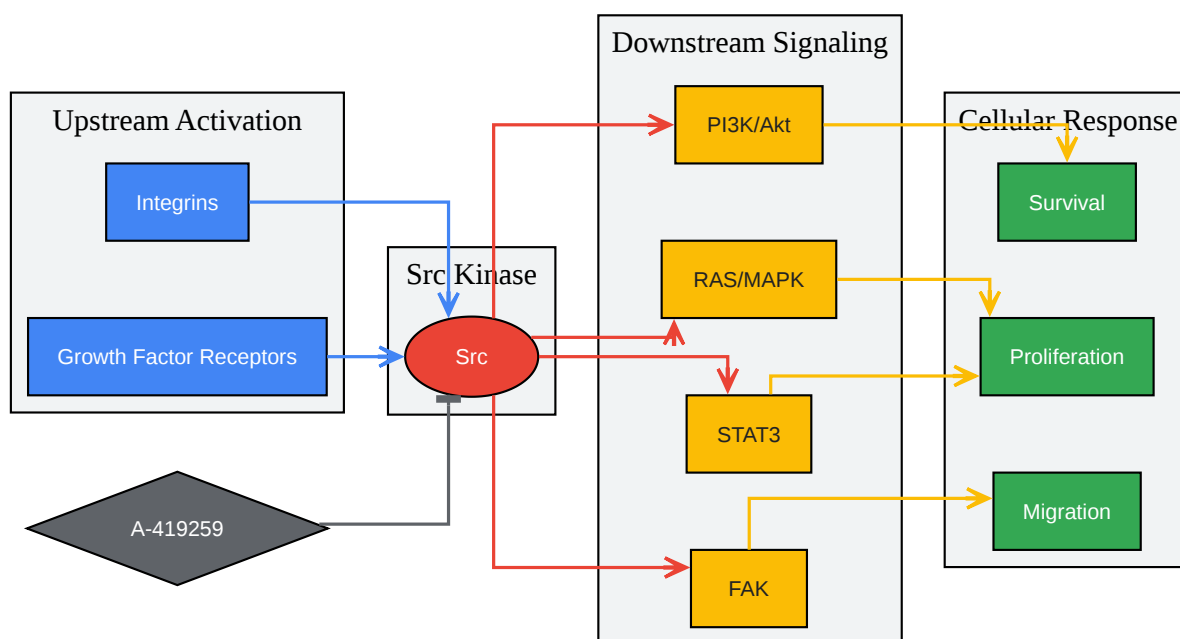 Upstream Activation
Integrins
Growth Factor Receptors
A-419259
Src Kinase
Src
Downstream Signaling
PI3K/Akt
RAS/MAPK
STAT3
FAK
Cellular Response
Survival
Proliferation
Migration